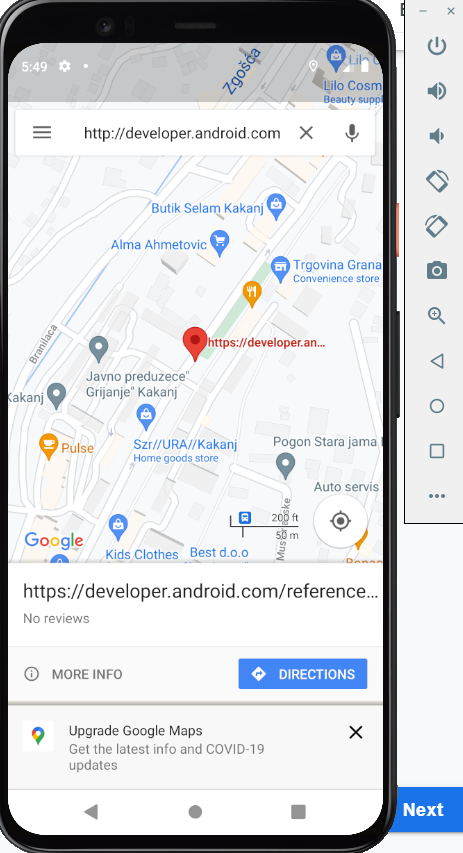 5:49
Zgošća
Lilo C
Lilo Cosm
Beauty suppl
http://developer.android.com
Butik Selam Kakanj
Alma Ahmetovic
Trgovina Grana
Convenience store
Branilaca
https://developer.an...
Javno preduzece"
Grijanje" Kakanj
Kakanj
Szr//URA//Kakanj
Home goods store
Pulse
Pogon Stara jama
Auto servis
200 ft
50 m
Google
Kids Clothes
Best d.o.o
https://developer.android.com/reference...
No reviews
MORE INFO
DIRECTIONS
Upgrade Google Maps
Get the latest info and COVID-19
updates
Next